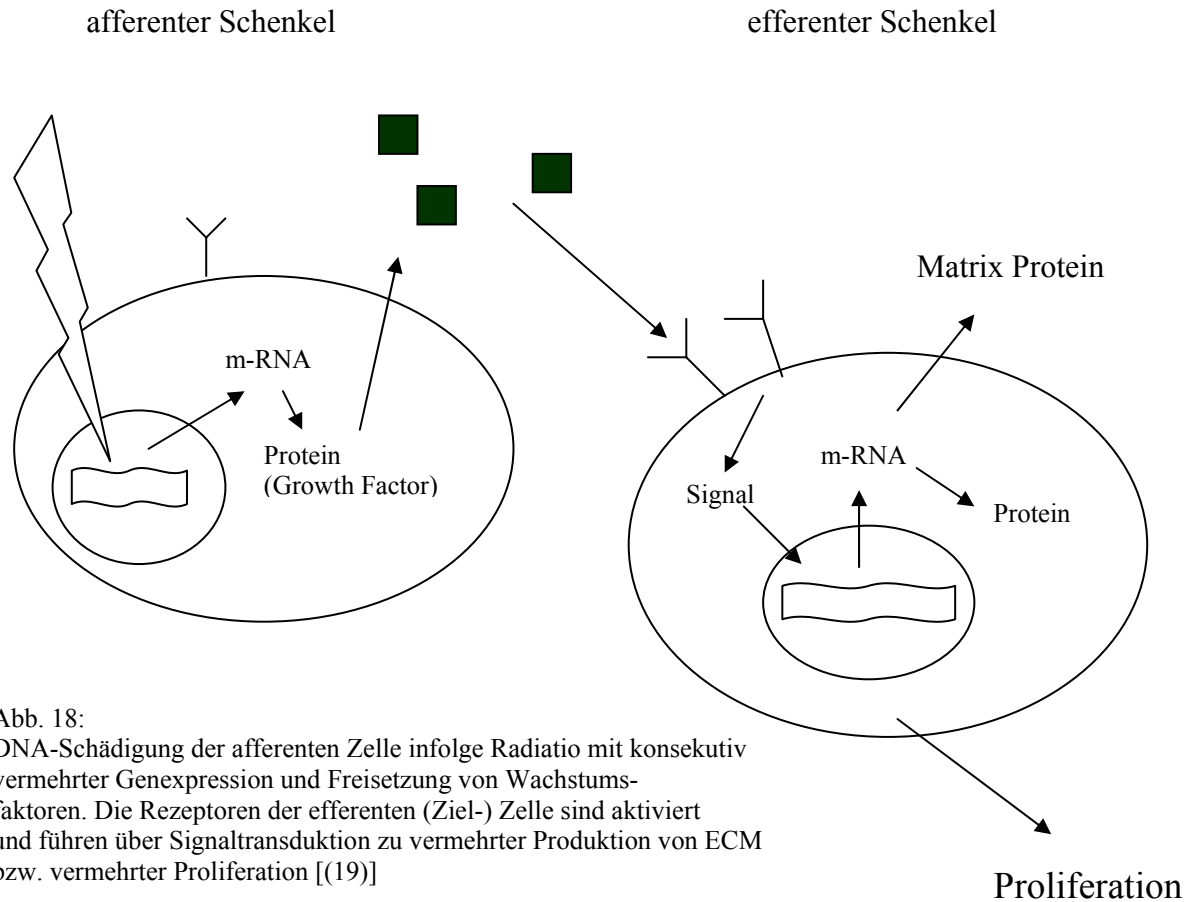 afferenter Schenkel
efferenter Schenkel
Matrix Protein
m-RNA
Protein
(Growth Factor)
m-RNA
Signal
Protein
Abb. 18:
DNA-Schädigung der afferenten Zelle infolge Radiatio mit konsekutiv
vermehrter Genexpression und Freisetzung von Wachstums-
faktoren. Die Rezeptoren der efferenten (Ziel-) Zelle sind aktiviert
und führen über Signaltransduktion zu vermehrter Produktion von ECM
bzw. vermehrter Proliferation [(19)]
Proliferation